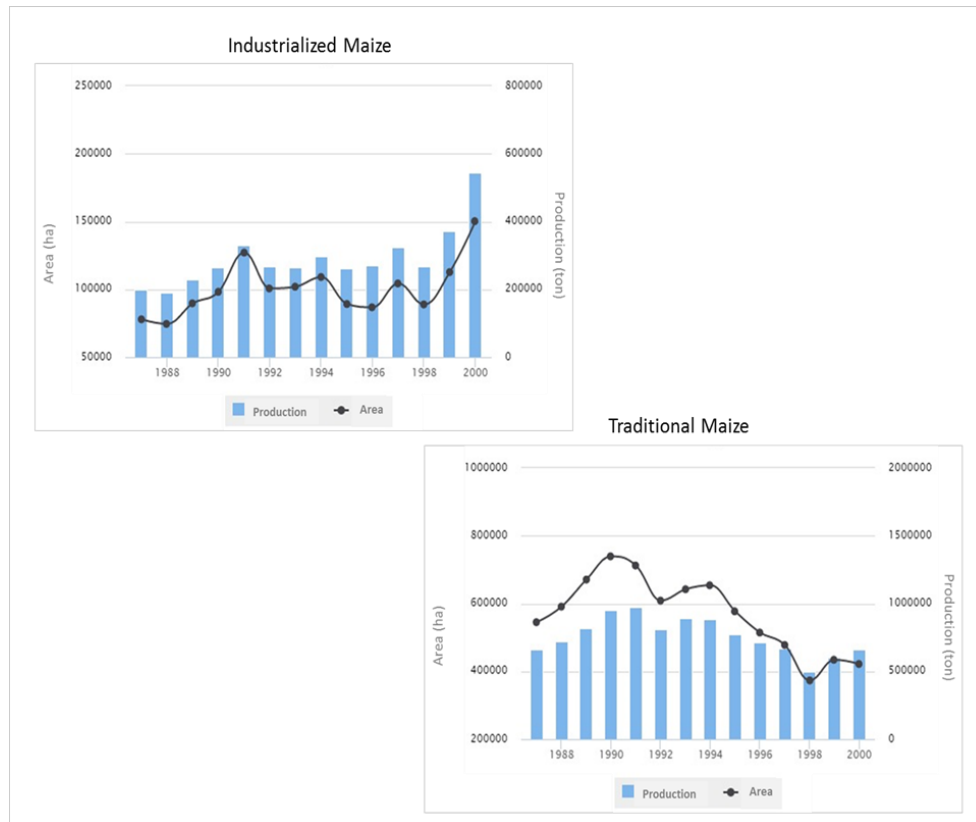 Industrialized Maize
250000
800000
200000
600000
150000
400000
100000
200000
50000
0
Area (ha)
Production (ton)
1988 1990 1992 1994 1996 1998 2000
Production Area
Traditional Maize
1000000
2000000
800000
1500000
600000
1000000
400000
500000
200000
0
Area (ha)
Production (ton)
1988 1990 1992 1994 1996 1998 2000
Production Area